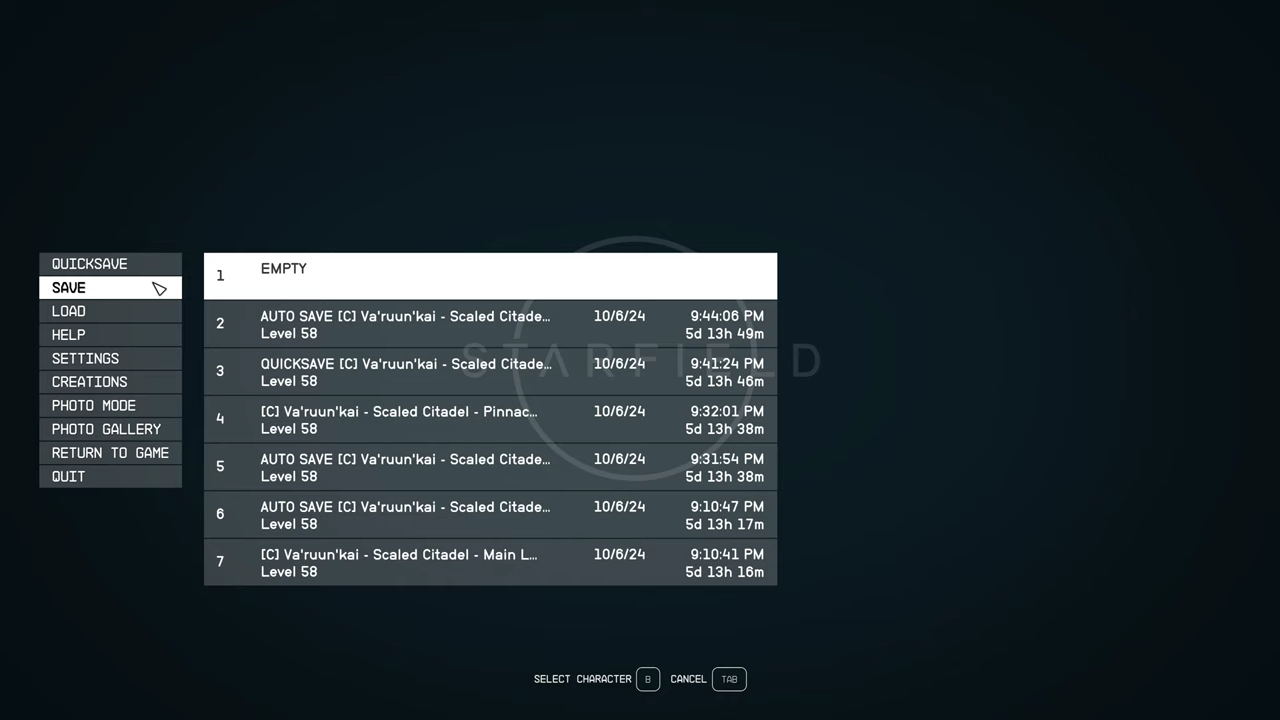 QUICKSAVE
SAVE
LOAD
HELP
SETTINGS
CREATIONS
PHOTO MODE
PHOTO GALLERY
RETURN TO GAME
QUIT
1 EMPTY
2 AUTO SAVE [C] Va'ruun'kai - Scaled Citade... 10/6/24 9:44:06 PM
Level 58 5d 13h 49m
3 QUICKSAVE [C] Va'ruun'kai - Scaled Citade... 10/6/24 9:41:24 PM
Level 58 5d 13h 46m
4 [C] Va'ruun'kai - Scaled Citadel - Pinnac... 10/6/24 9:32:01 PM
Level 58 5d 13h 38m
5 AUTO SAVE [C] Va'ruun'kai - Scaled Citade... 10/6/24 9:31:54 PM
Level 58 5d 13h 38m
6 AUTO SAVE [C] Va'ruun'kai - Scaled Citade... 10/6/24 9:10:47 PM
Level 58 5d 13h 17m
7 [C] Va'ruun'kai - Scaled Citadel - Main L... 10/6/24 9:10:41 PM
Level 58 5d 13h 16m
STARFIELD
SELECT CHARACTER B CANCEL TAB